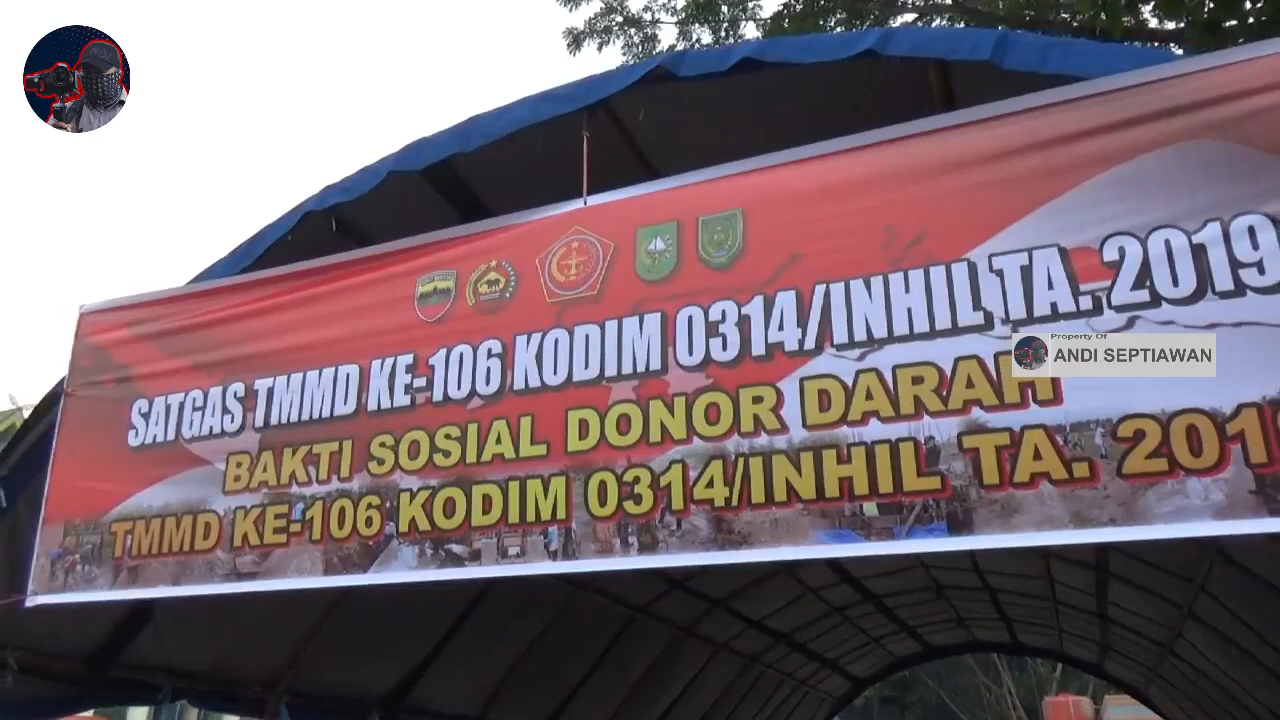 SATGAS TMMD KE-106 KODIM 0314/INHIL TA. 2019
Property Of
ANDI SEPTIAWAN
BAKTI SOSIAL DONOR DARAH
TMMD KE-106 KODIM 0314/INHIL TA. 201